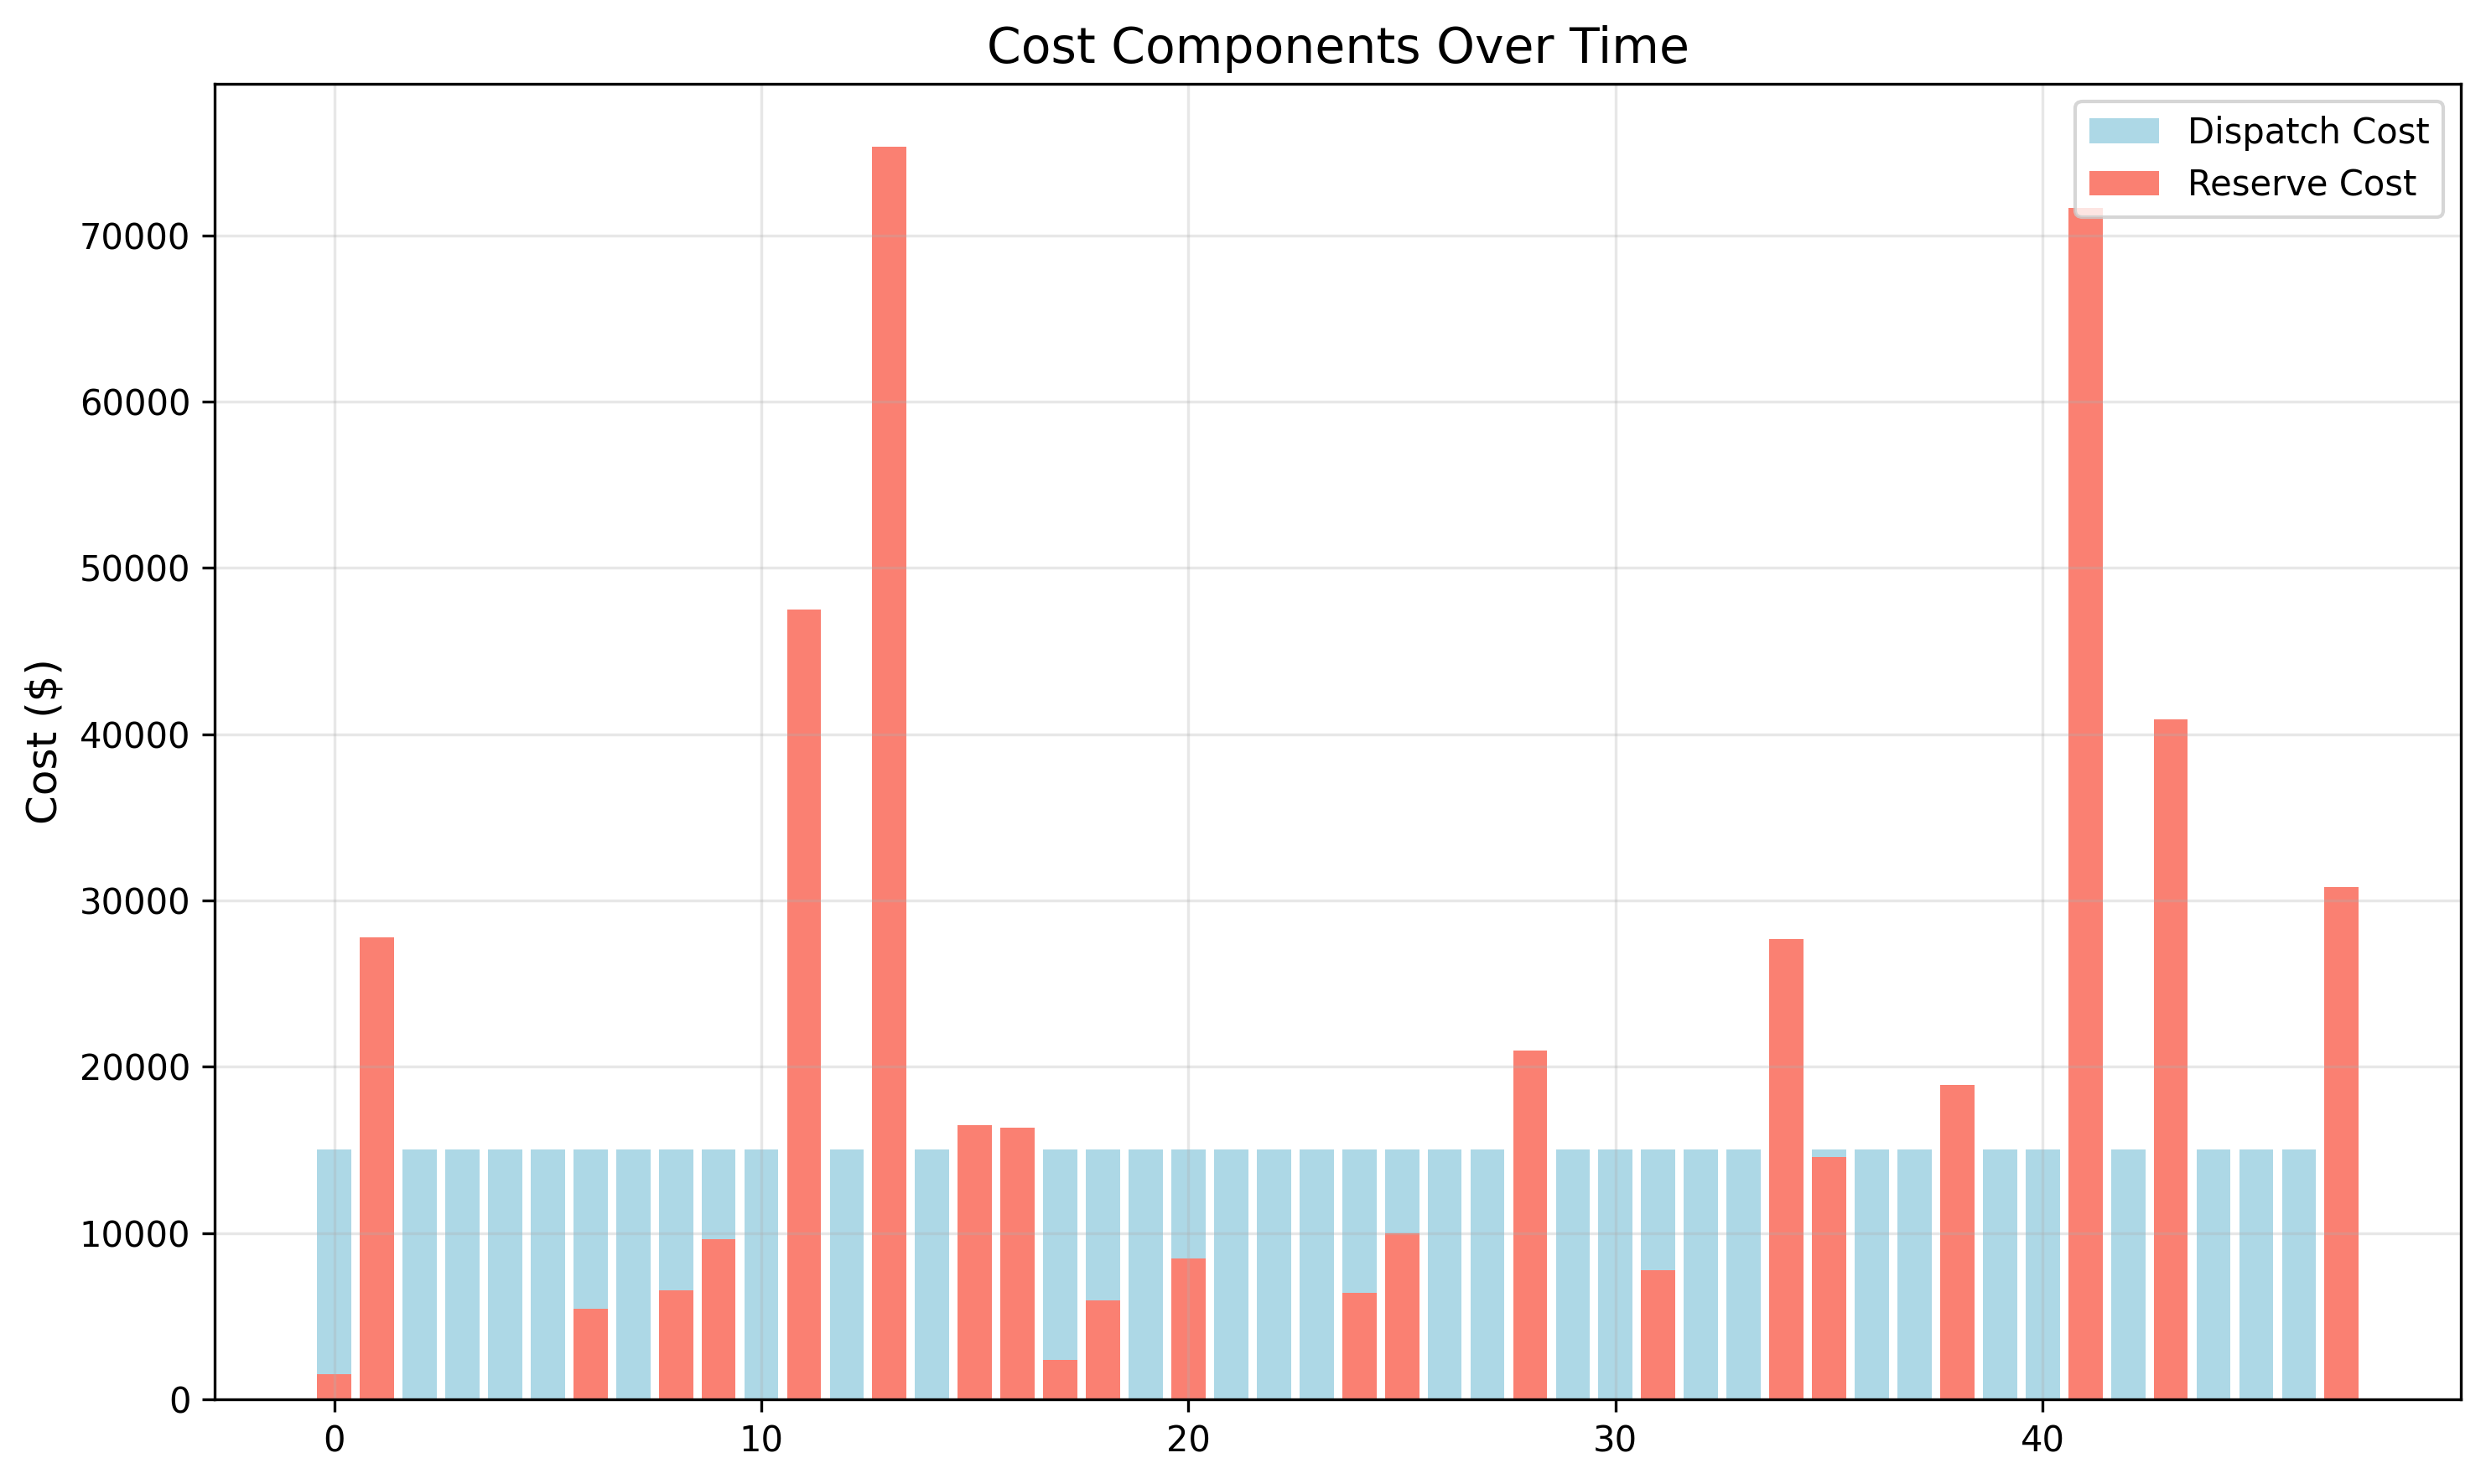 Cost Components Over Time
Dispatch Cost
Reserve Cost
Cost ($)
70000
60000
50000
40000
30000
20000
10000
0
0 10 20 30 40